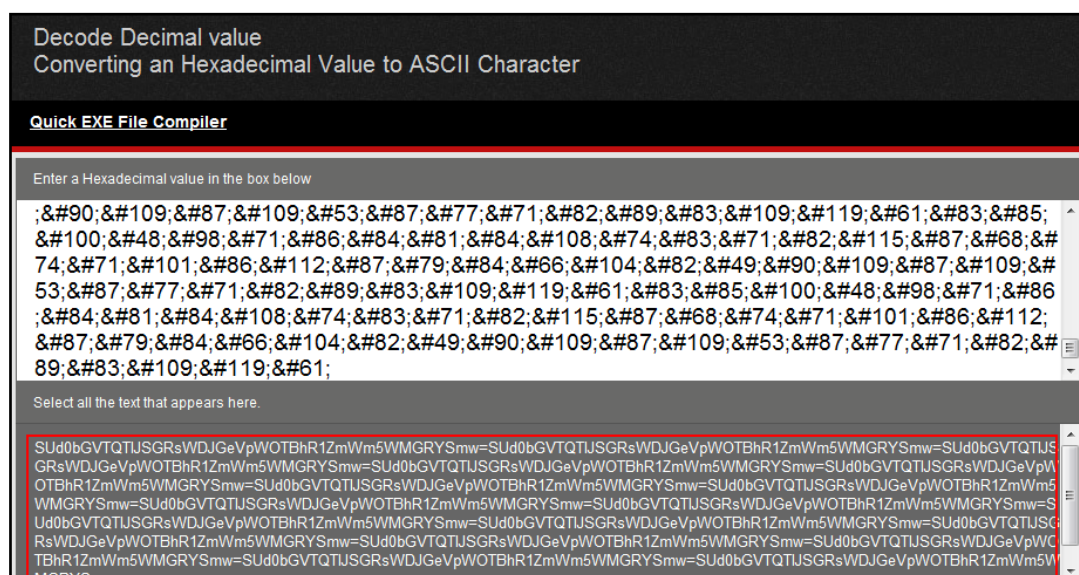 Decode Decimal value
Converting an Hexadecimal Value to ASCII Character
Quick EXE File Compiler
Enter a Hexadecimal value in the box below
;&#90;&#109;&#87;&#109;&#53;&#87;&#77;&#71;&#82;&#89;&#83;&#109;&#119;&#61;&#83;&#85;
&#100;&#48;&#98;&#71;&#86;&#84;&#81;&#84;&#108;&#74;&#83;&#71;&#82;&#115;&#87;&#68;&#
74;&#71;&#101;&#86;&#112;&#87;&#79;&#84;&#66;&#104;&#82;&#49;&#90;&#109;&#87;&#109;&#
53;&#87;&#77;&#71;&#82;&#89;&#83;&#109;&#119;&#61;&#83;&#85;&#100;&#48;&#98;&#71;&#86
;&#84;&#81;&#84;&#108;&#74;&#83;&#71;&#82;&#115;&#87;&#68;&#74;&#71;&#101;&#86;&#112;
&#87;&#79;&#84;&#66;&#104;&#82;&#49;&#90;&#109;&#87;&#109;&#53;&#87;&#77;&#71;&#82;&#
89;&#83;&#109;&#119;&#61;
Select all the text that appears here.
SUd0bGVTQTlJSGRsWDJGeVpWOTBhR1ZmWm5WMGRYSmw=SUd0bGVTQTlJSGRsWDJGeVpWOTBhR1ZmWm5WMGRYSmw=SUd0bGVTQTlJS
GRsWDJGeVpWOTBhR1ZmWm5WMGRYSmw=SUd0bGVTQTlJSGRsWDJGeVpWOTBhR1ZmWm5WMGRYSmw=SUd0bGVTQTlJSGRsWDJGeVpW
OTBhR1ZmWm5WMGRYSmw=SUd0bGVTQTlJSGRsWDJGeVpWOTBhR1ZmWm5WMGRYSmw=SUd0bGVTQTlJSGRsWDJGeVpWOTBhR1ZmWm5
WMGRYSmw=SUd0bGVTQTlJSGRsWDJGeVpWOTBhR1ZmWm5WMGRYSmw=SUd0bGVTQTlJSGRsWDJGeVpWOTBhR1ZmWm5WMGRYSmw=S
Ud0bGVTQTlJSGRsWDJGeVpWOTBhR1ZmWm5WMGRYSmw=SUd0bGVTQTlJSGRsWDJGeVpWOTBhR1ZmWm5WMGRYSmw=SUd0bGVTQTlJSG
RsWDJGeVpWOTBhR1ZmWm5WMGRYSmw=SUd0bGVTQTlJSGRsWDJGeVpWOTBhR1ZmWm5WMGRYSmw=SUd0bGVTQTlJSGRsWDJGeVpWO
TBhR1ZmWm5WMGRYSmw=SUd0bGVTQTlJSGRsWDJGeVpWOTBhR1ZmWm5WMGRYSmw=SUd0bGVTQTlJSGRsWDJGeVpWOTBhR1ZmWm5W